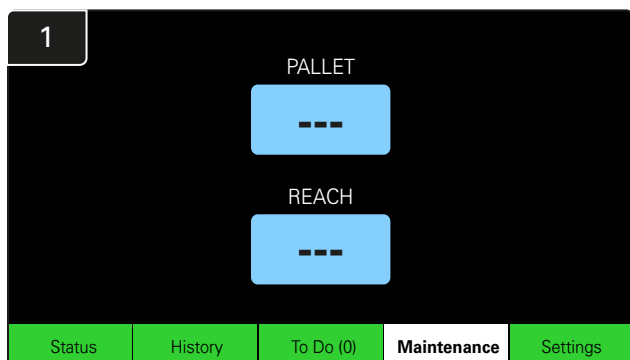 1
PALLET
---
REACH
---
Status History To Do (0) Maintenance Settings